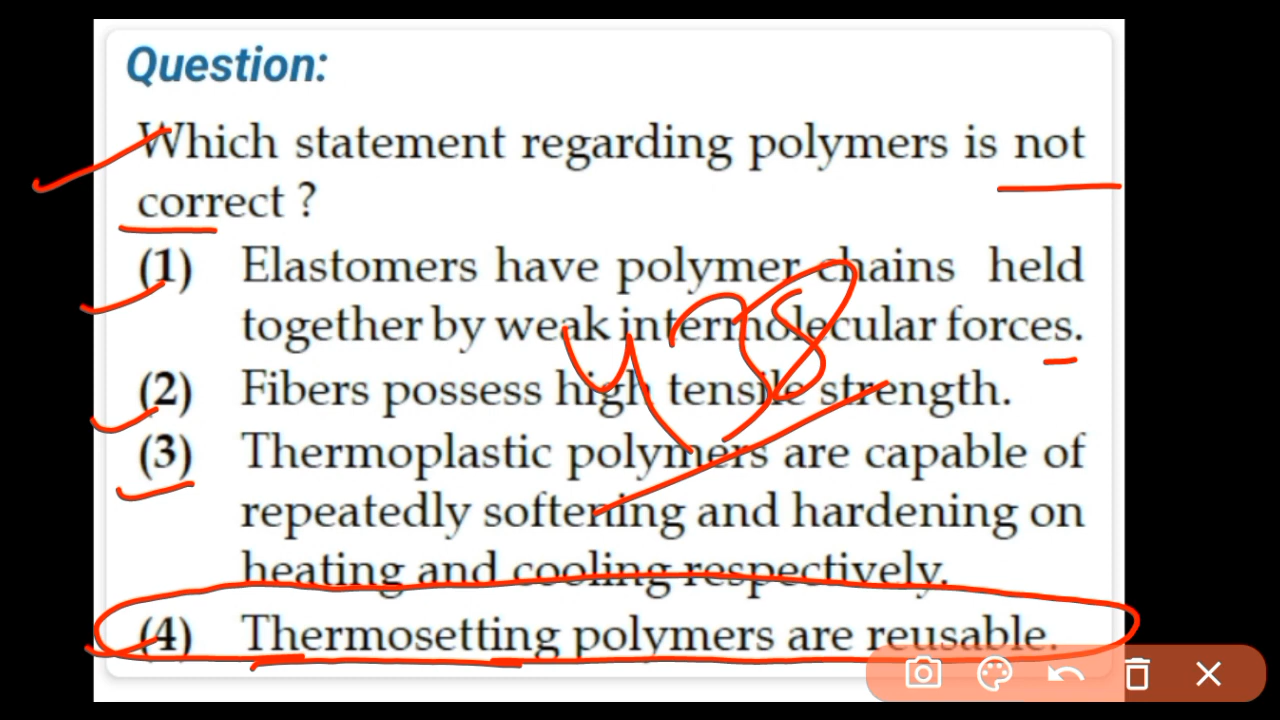 Question:
Which statement regarding polymers is not
correct ?
(1) Elastomers have polymer chains held
together by weak intermolecular forces.
(2) Fibers possess high tensile strength.
(3) Thermoplastic polymers are capable of
repeatedly softening and hardening on
heating and cooling respectively.
(4) Thermosetting polymers are reusable.